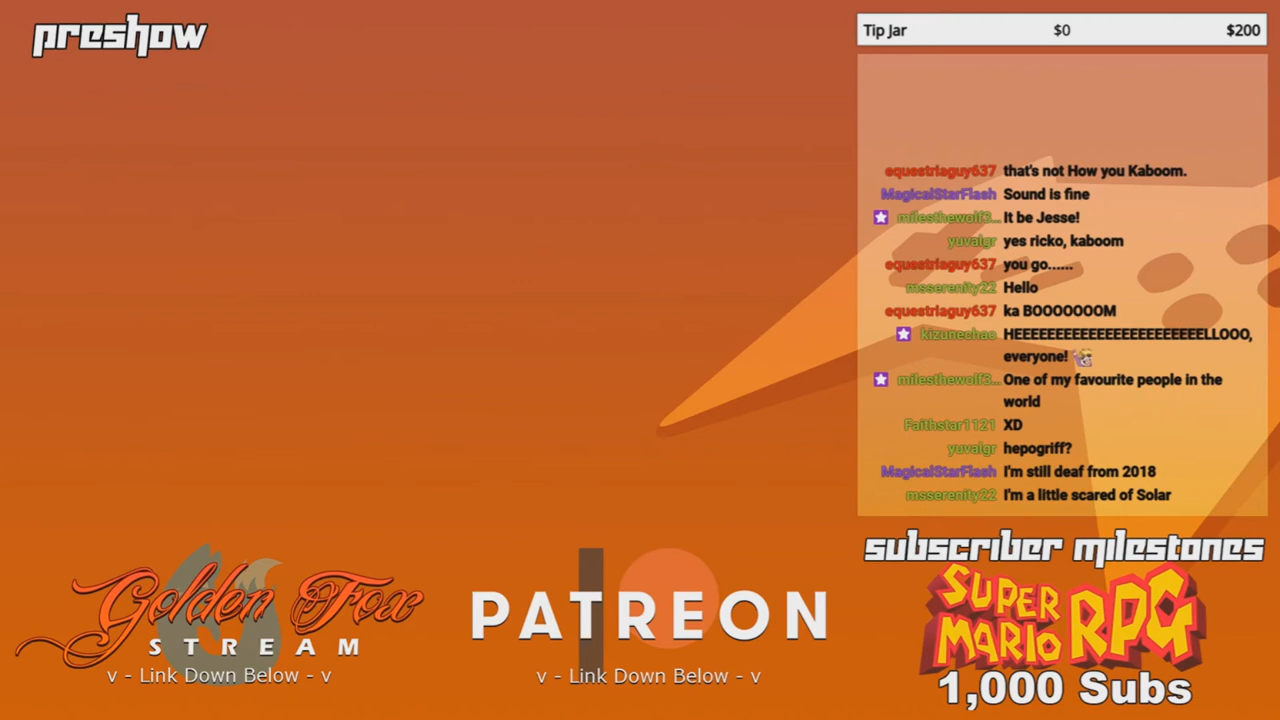 preshow
Tip Jar $0 $200
equestriaguy637 that's not How you Kaboom.
MagicalStarFlash Sound is fine
milesthewolf3... It be Jesse!
yuvalgr yes ricko, kaboom
equestriaguy637 you go......
msserenity22 Hello
equestriaguy637 ka BOOOOOOOM
kizunechao HEEEEEEEEEEEEEEEEEEEEEEEELLOOO,
everyone!
milesthewolf3... One of my favourite people in the
world
Faithstar1121 XD
yuvalgr hepogriff?
MagicalStarFlash I'm still deaf from 2018
msserenity22 I'm a little scared of Solar
subscriber milestones
SUPER
MARIO RPG
1,000 Subs
Golden Fox
STREAM
v - Link Down Below - v
PATREON
v - Link Down Below - v